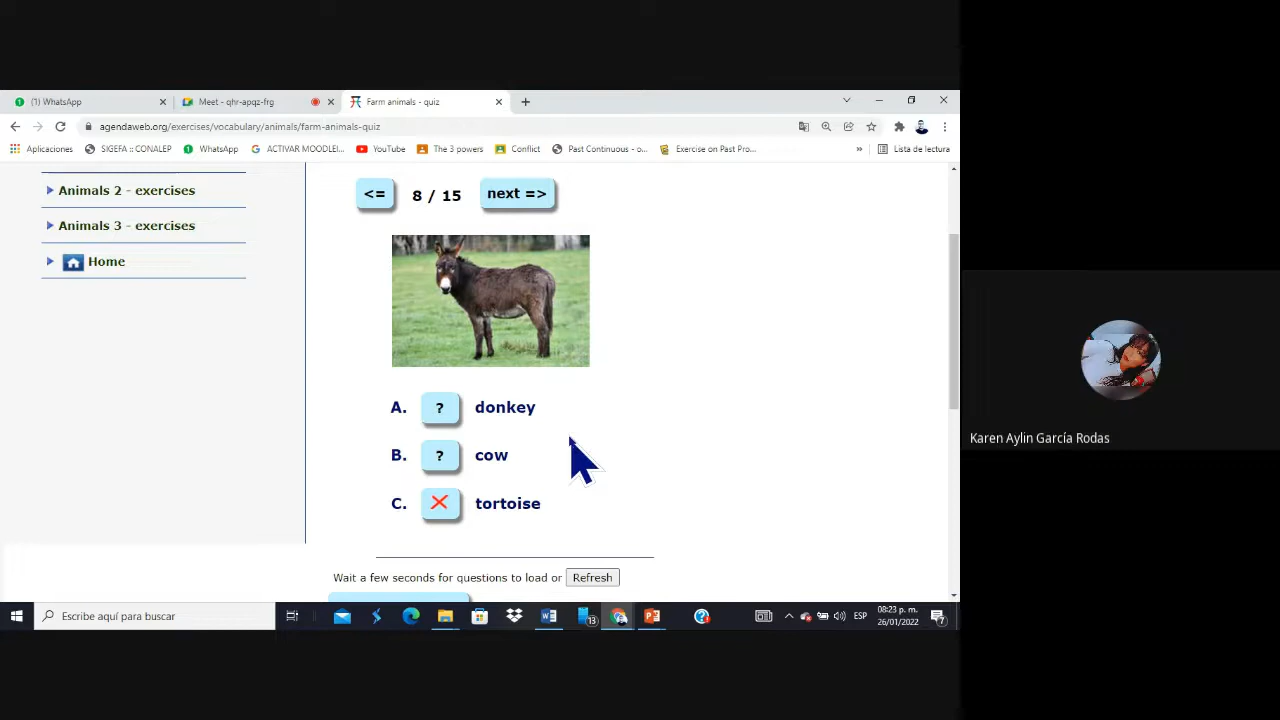 (1) WhatsApp
Meet - qhr-apqz-frg
Farm animals - quiz
agendaweb.org/exercises/vocabulary/animals/farm-animals-quiz
Aplicaciones
SIGEFA :: CONALEP
WhatsApp
ACTIVAR MOODLEI...
YouTube
The 3 powers
Conflict
Past Continuous - o...
Exercise on Past Pro...
»
Lista de lectura
Animals 2 - exercises
Animals 3 - exercises
Home
<= 8 / 15 next =>
A. ? donkey
B. ? cow
C. tortoise
Wait a few seconds for questions to load or Refresh
Karen Aylin García Rodas
Escribe aquí para buscar
13
ESP
08:23 p. m.
26/01/2022
7